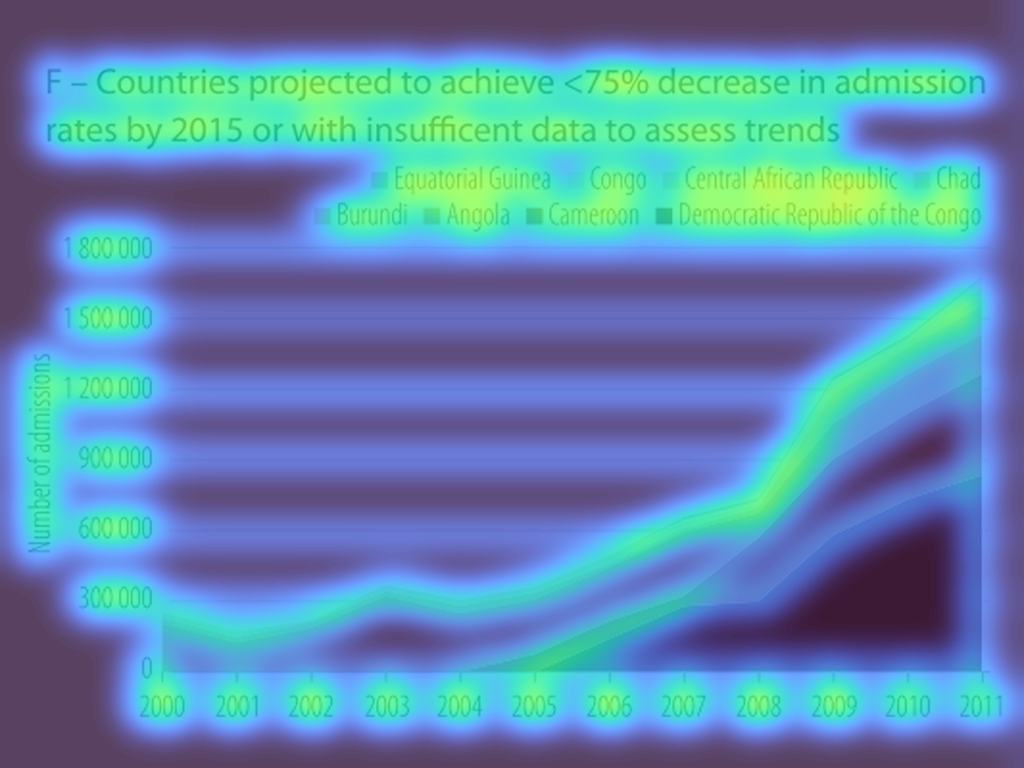 F – Countries projected to achieve <75% decrease in admission
rates by 2015 or with insufficent data to assess trends
Equatorial Guinea Congo Central African Republic Chad
Burundi Angola Cameroon Democratic Republic of the Congo
1 800 000
1 500 000
1 200 000
900 000
600 000
300 000
0
Number of admissions
2000 2001 2002 2003 2004 2005 2006 2007 2008 2009 2010 2011